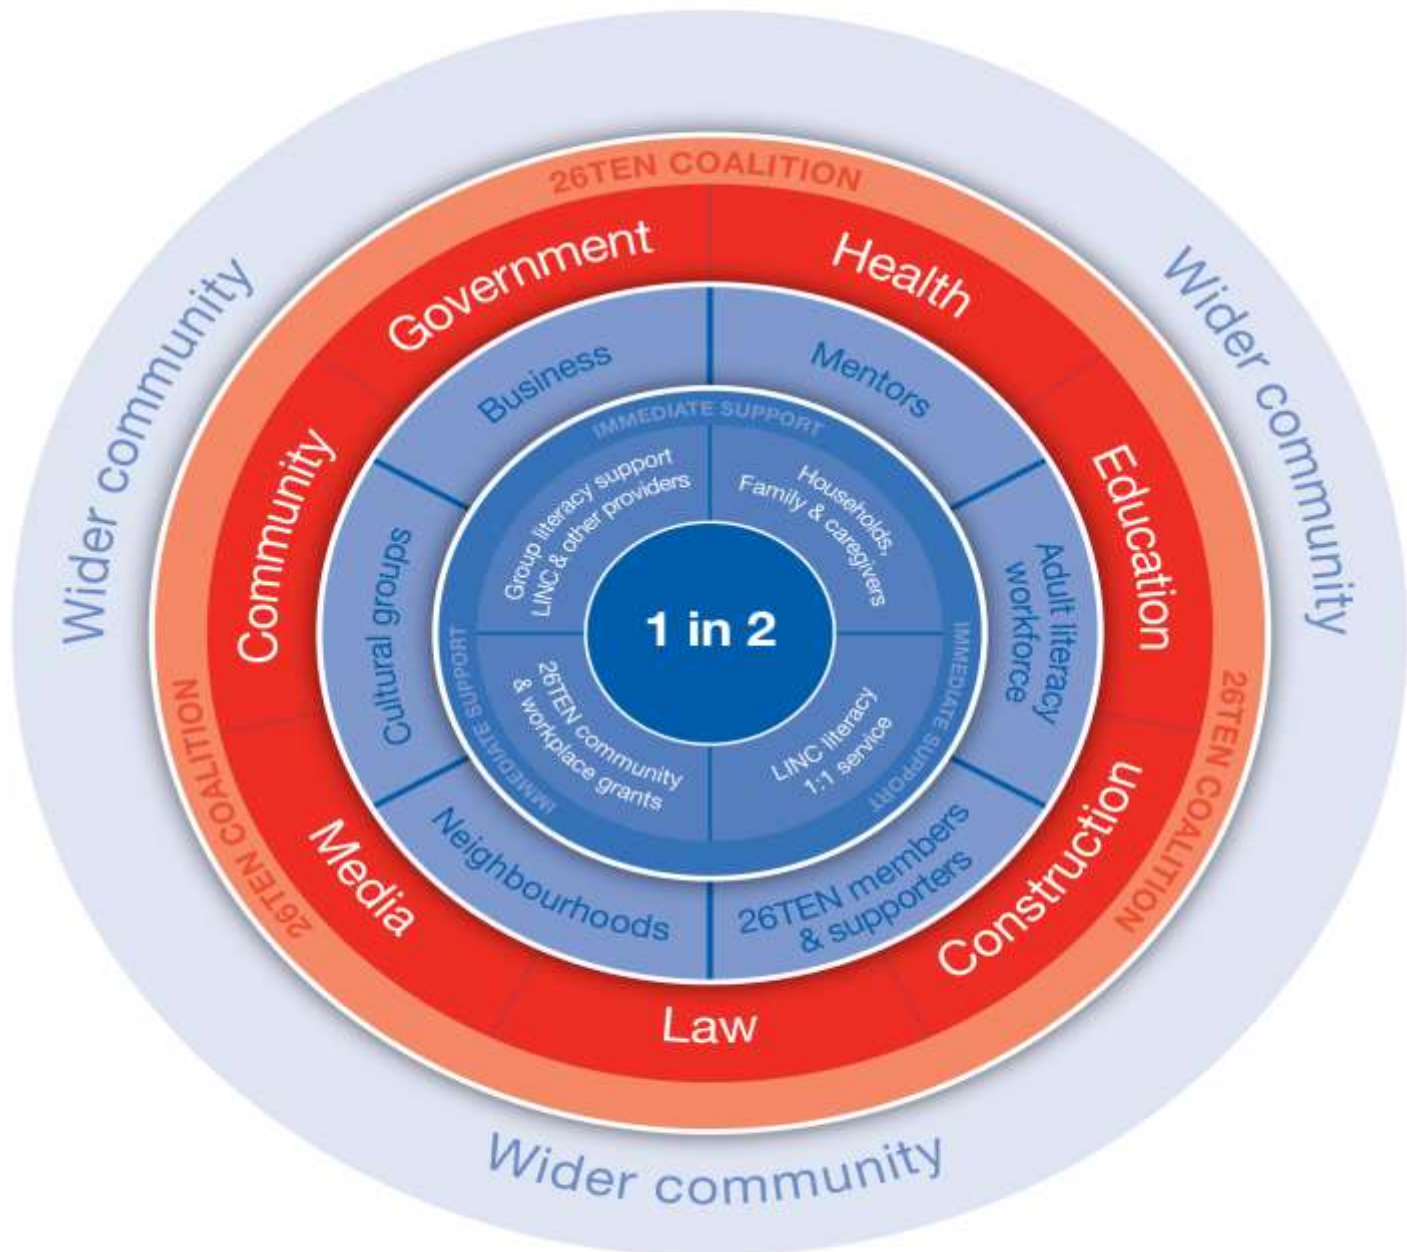 Wider community
Wider community
Wider community
26TEN COALITION
26TEN COALITION
26TEN COALITION
Government
Health
Education
Construction
Law
Media
Community
Business
Mentors
Adult literacy
workforce
26TEN members
& supporters
Neighbourhoods
Cultural groups
IMMEDIATE SUPPORT
IMMEDIATE SUPPORT
IMMEDIATE SUPPORT
Group literacy support
LINC & other providers
Households,
Family & caregivers
LINC literacy
1:1 service
26TEN community
& workplace grants
1 in 2